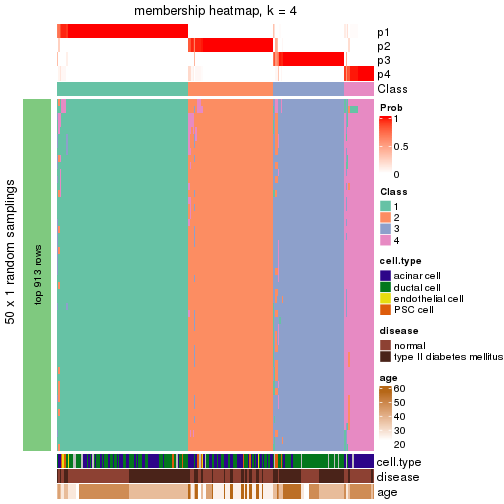 membership heatmap, k = 4
p1
p2
p3
p4
Class
50 x 1 random samplings
top 913 rows
Prob
1
0.5
0
Class
1
2
3
4
cell.type
acinar cell
ductal cell
endothelial cell
PSC cell
disease
normal
type II diabetes mellitus
age
60
50
40
30
20
cell.type
disease
age